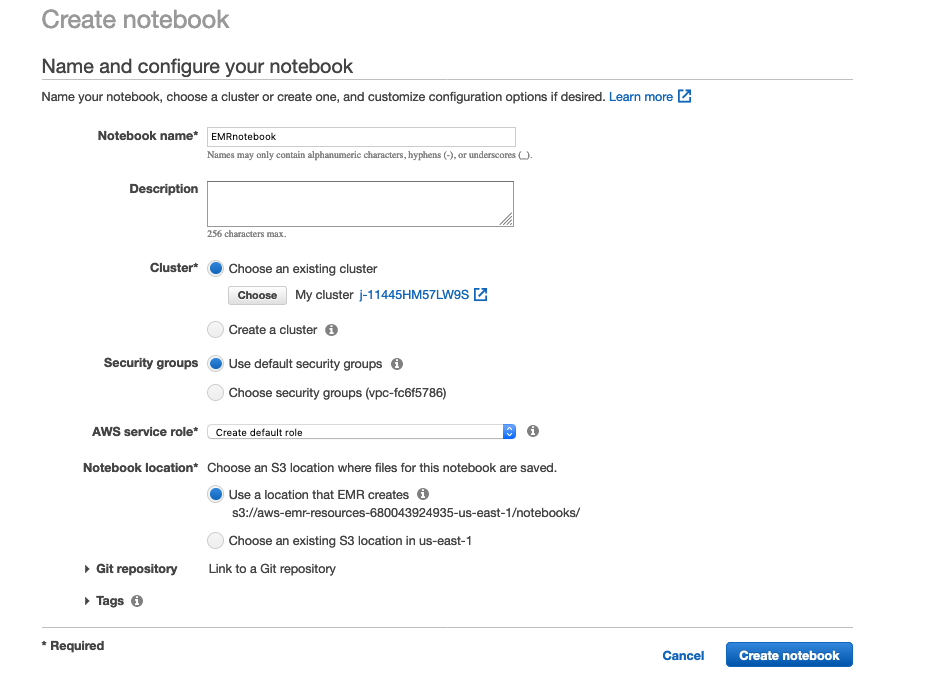 Create notebook
Name and configure your notebook
Name your notebook, choose a cluster or create one, and customize configuration options if desired. Learn more
Notebook name* EMRnotebook
Names may only contain alphanumeric characters, hyphens (-), or underscores (_).
Description
256 characters max.
Cluster* Choose an existing cluster
Choose My cluster j-11445HM57LW9S
Create a cluster
Security groups Use default security groups
Choose security groups (vpc-fc6f5786)
AWS service role* Create default role
Notebook location* Choose an S3 location where files for this notebook are saved.
Use a location that EMR creates
s3://aws-emr-resources-680043924935-us-east-1/notebooks/
Choose an existing S3 location in us-east-1
Git repository Link to a Git repository
Tags
* Required
Cancel Create notebook